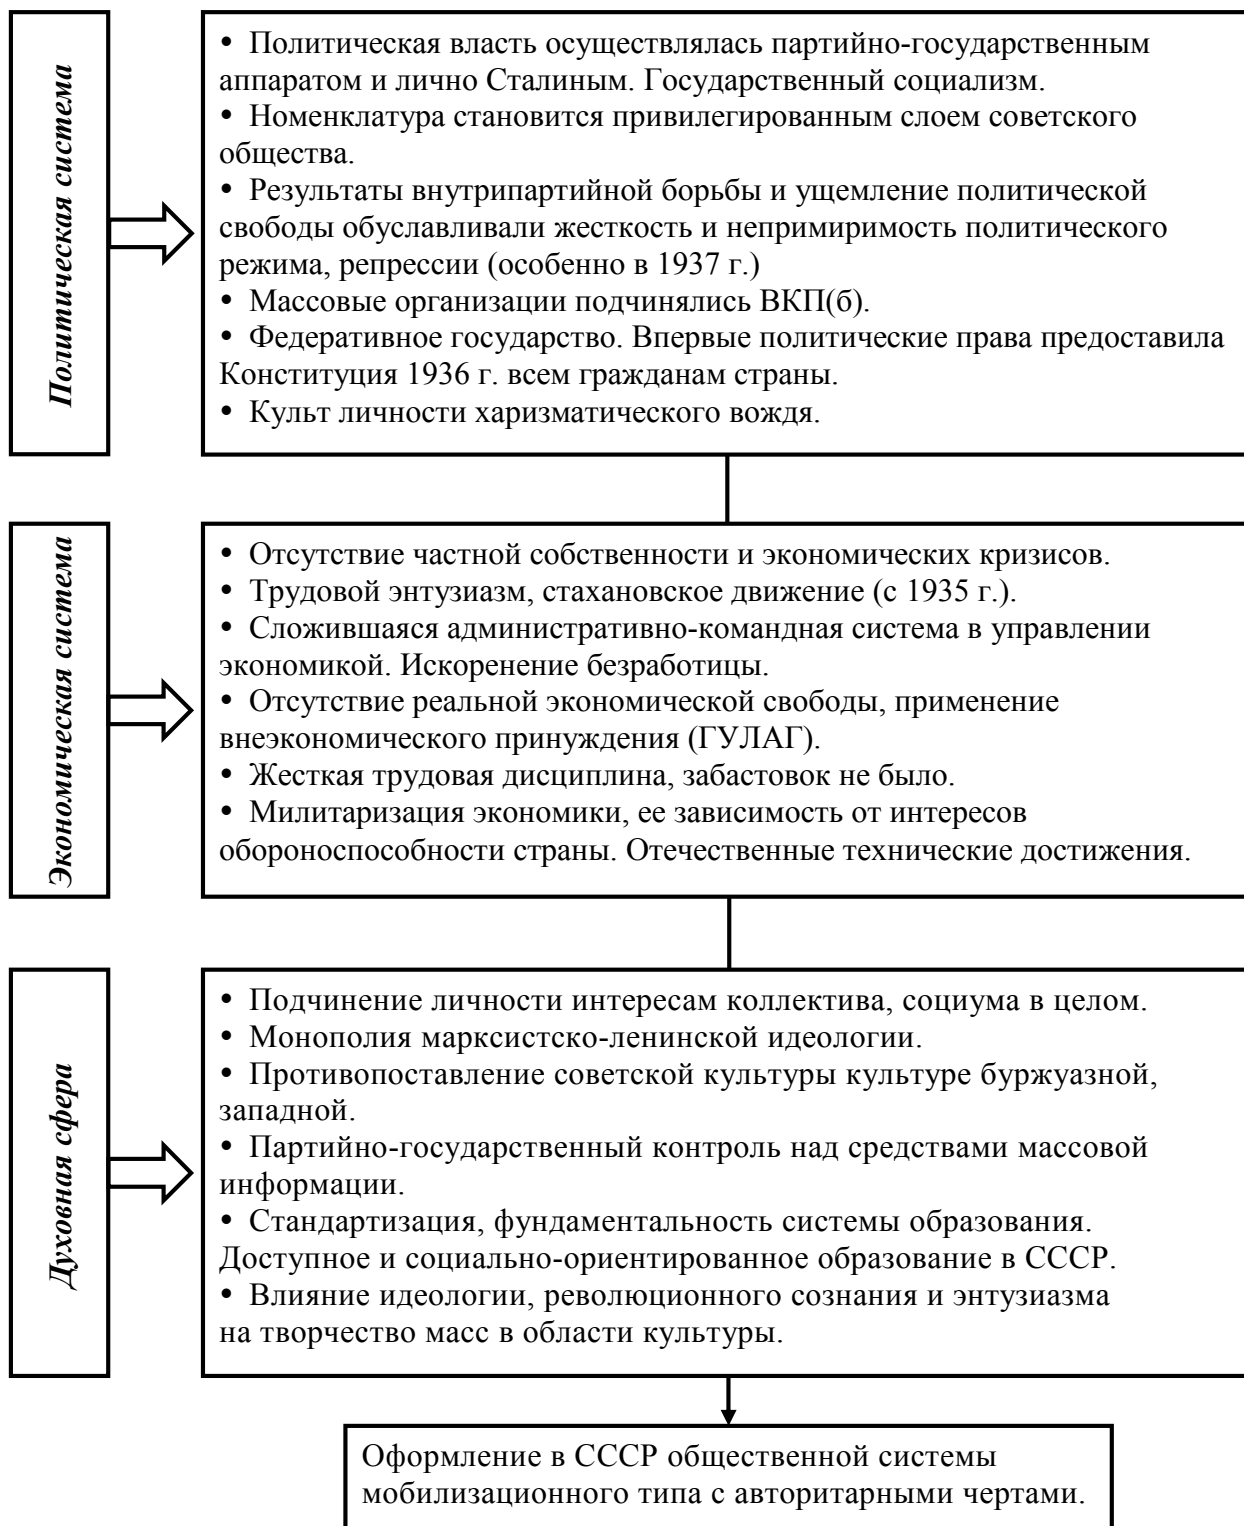 Политическая система
• Политическая власть осуществлялась партийно-государственным
аппаратом и лично Сталиным. Государственный социализм.
• Номенклатура становится привилегированным слоем советского
общества.
• Результаты внутрипартийной борьбы и ущемление политической
свободы обуславливали жесткость и непримиримость политического
режима, репрессии (особенно в 1937 г.)
• Массовые организации подчинялись ВКП(б).
• Федеративное государство. Впервые политические права предоставила
Конституция 1936 г. всем гражданам страны.
• Культ личности харизматического вождя.
Экономическая система
• Отсутствие частной собственности и экономических кризисов.
• Трудовой энтузиазм, стахановское движение (с 1935 г.).
• Сложившаяся административно-командная система в управлении
экономикой. Искоренение безработицы.
• Отсутствие реальной экономической свободы, применение
внеэкономического принуждения (ГУЛАГ).
• Жесткая трудовая дисциплина, забастовок не было.
• Милитаризация экономики, ее зависимость от интересов
обороноспособности страны. Отечественные технические достижения.
Духовная сфера
• Подчинение личности интересам коллектива, социума в целом.
• Монополия марксистско-ленинской идеологии.
• Противопоставление советской культуры культуре буржуазной,
западной.
• Партийно-государственный контроль над средствами массовой
информации.
• Стандартизация, фундаментальность системы образования.
Доступное и социально-ориентированное образование в СССР.
• Влияние идеологии, революционного сознания и энтузиазма
на творчество масс в области культуры.
Оформление в СССР общественной системы
мобилизационного типа с авторитарными чертами.